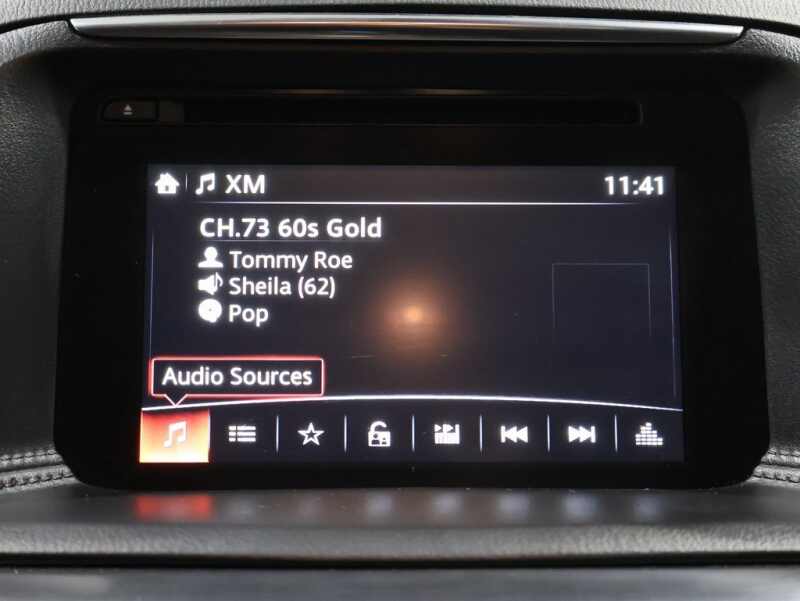 XM
11:41
CH.73 60s Gold
Tommy Roe
Sheila (62)
Pop
Audio Sources